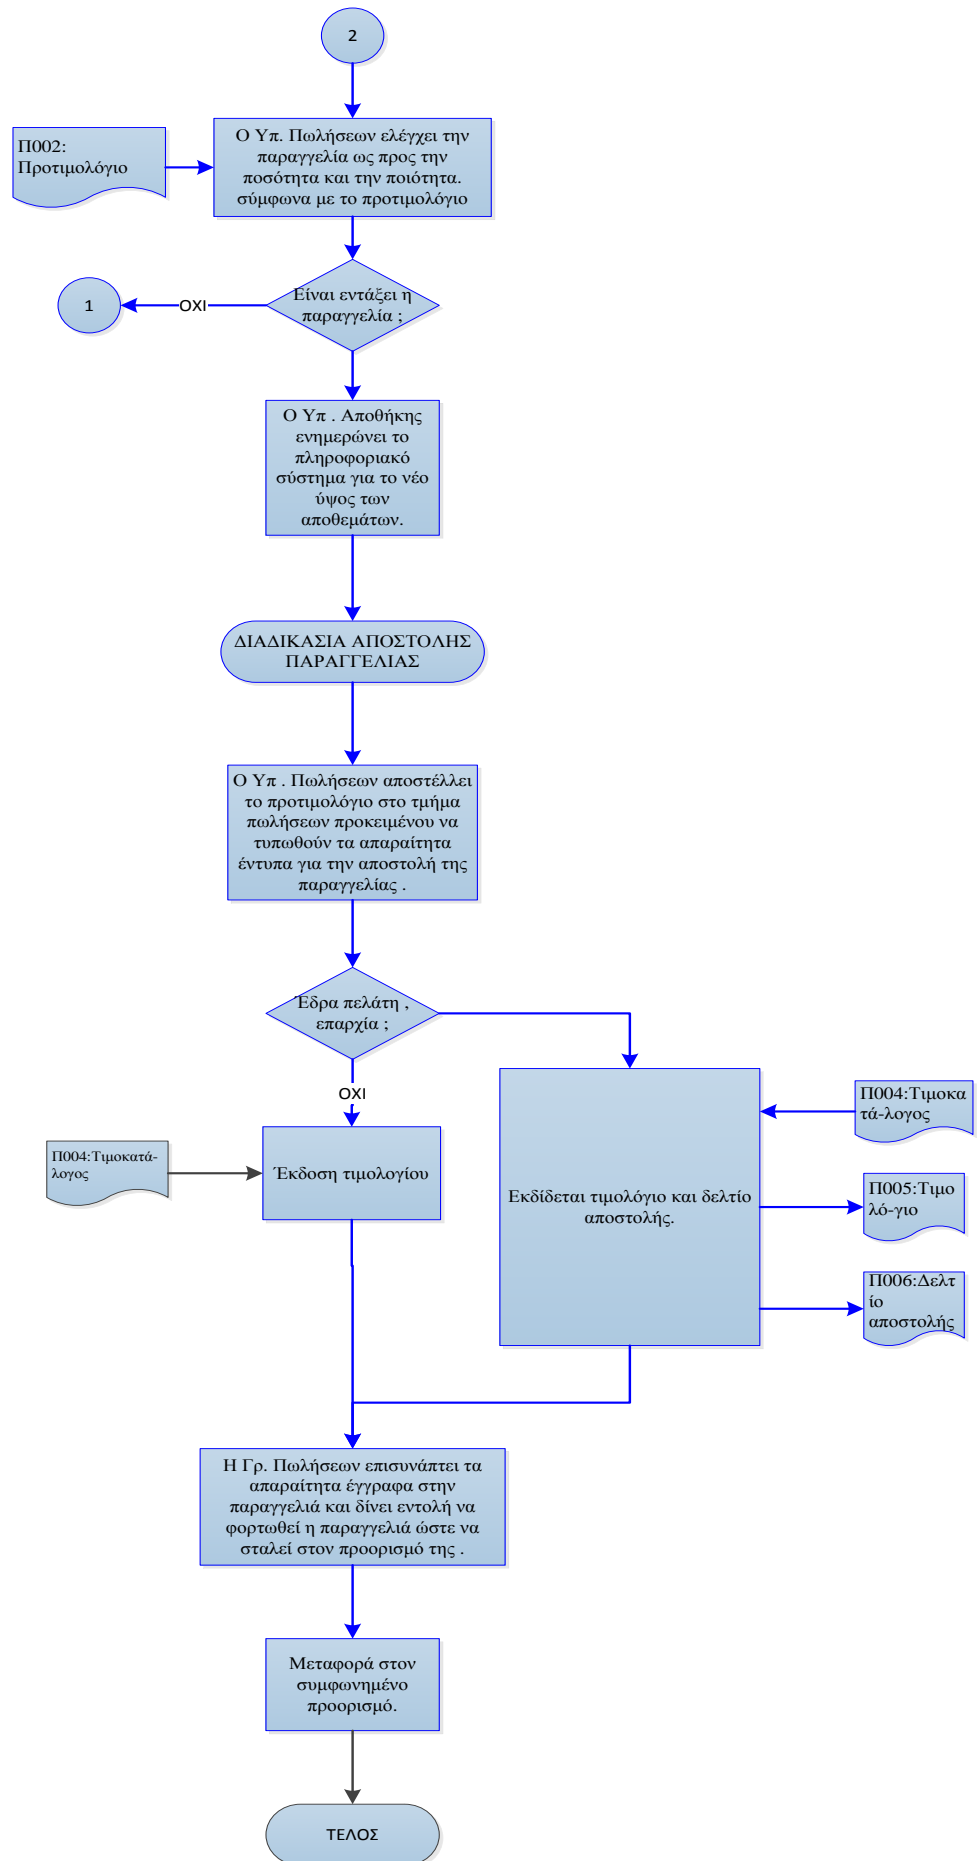 2
Π002:
Προτιμολόγιο
Ο Υπ. Πωλήσεων ελέγχει την
παραγγελία ως προς την
ποσότητα και την ποιότητα.
σύμφωνα με το προτιμολόγιο
1
ΟΧΙ
Είναι εντάξει η
παραγγελία ;
Ο Υπ . Αποθήκης
ενημερώνει το
πληροφοριακό
σύστημα για το νέο
ύψος των
αποθεμάτων.
ΔΙΑΔΙΚΑΣΙΑ ΑΠΟΣΤΟΛΗΣ
ΠΑΡΑΓΓΕΛΙΑΣ
Ο Υπ . Πωλήσεων αποστέλλει
το προτιμολόγιο στο τμήμα
πωλήσεων προκειμένου να
τυπωθούν τα απαραίτητα
έντυπα για την αποστολή της
παραγγελίας .
Έδρα πελάτη ,
επαρχία ;
ΟΧΙ
Π004:Τιμοκατά-
λογος
Έκδοση τιμολογίου
Εκδίδεται τιμολόγιο και δελτίο
αποστολής.
Π004:Τιμοκα
τά-λογος
Π005:Τιμο
λό-γιο
Π006:Δελτ
ίο
αποστολής
Η Γρ. Πωλήσεων επισυνάπτει τα
απαραίτητα έγγραφα στην
παραγγελιά και δίνει εντολή να
φορτωθεί η παραγγελιά ώστε να
σταλεί στον προορισμό της .
Μεταφορά στον
συμφωνημένο
προορισμό.
ΤΕΛΟΣ